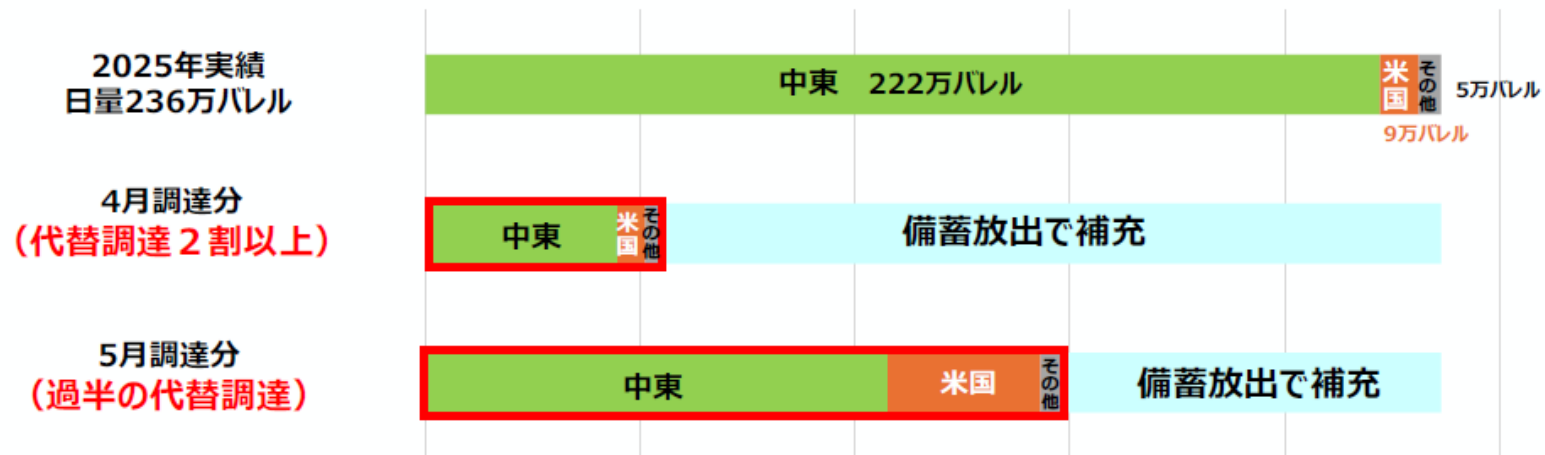 2025年実績
日量236万バレル
中東 222万バレル
米国
その他
5万バレル
9万バレル
4月調達分
（代替調達２割以上）
中東
米国
その他
備蓄放出で補充
5月調達分
（過半の代替調達）
中東
米国
その他
備蓄放出で補充